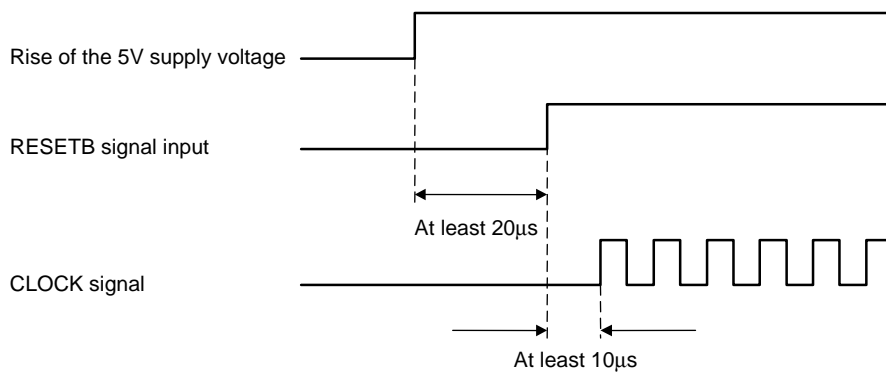 Rise of the 5V supply voltage
RESETB signal input
At least 20μs
CLOCK signal
At least 10μs